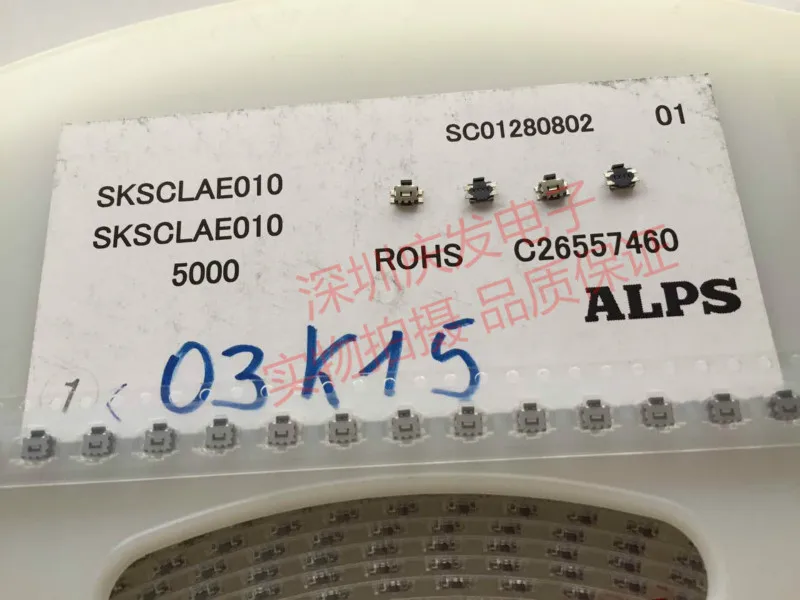 SC01280802 01
SKSCLAE010
SKSCLAE010
5000
ROHS C26557460
ALPS
深圳庆发电子
实物拍摄 品质保证
1 < 03K15